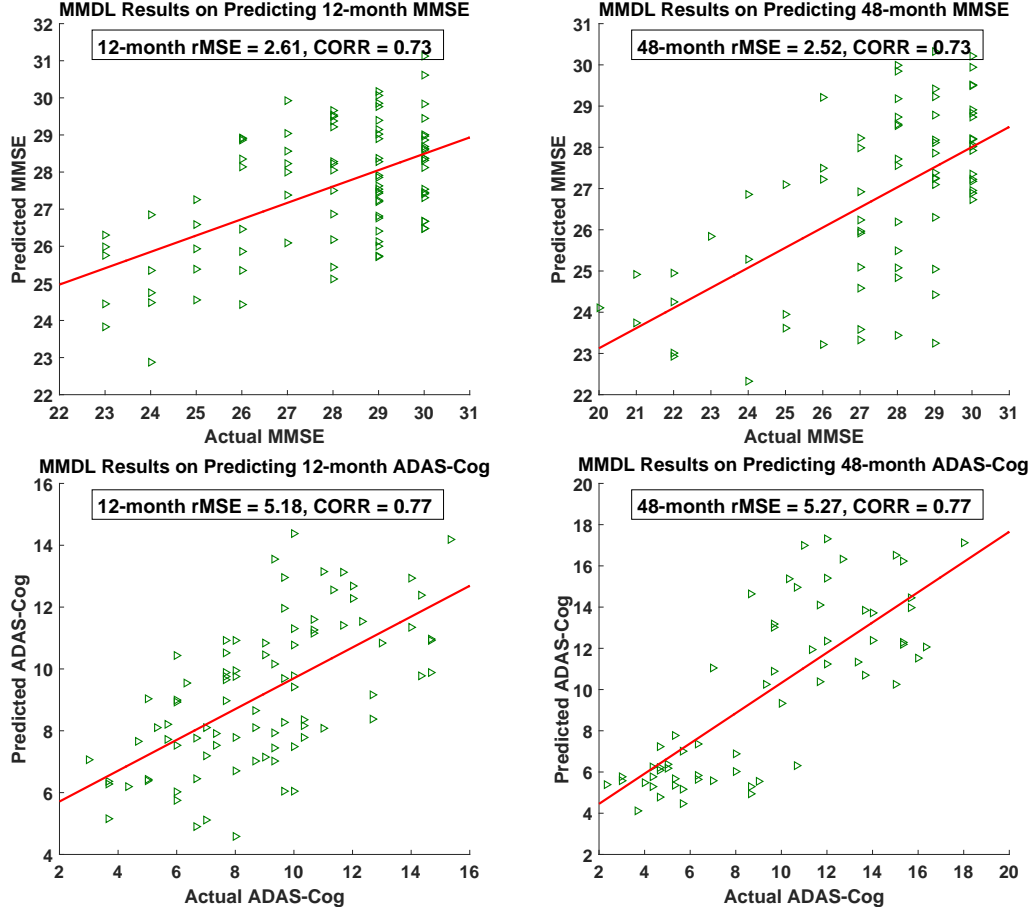 MMDL Results on Predicting 12-month MMSE
12-month rMSE = 2.61, CORR = 0.73
Predicted MMSE
32
31
30
29
28
27
26
25
24
23
22
22 23 24 25 26 27 28 29 30 31
Actual MMSE
MMDL Results on Predicting 48-month MMSE
48-month rMSE = 2.52, CORR = 0.73
Predicted MMSE
31
30
29
28
27
26
25
24
23
22
20 21 22 23 24 25 26 27 28 29 30 31
Actual MMSE
MMDL Results on Predicting 12-month ADAS-Cog
12-month rMSE = 5.18, CORR = 0.77
Predicted ADAS-Cog
16
14
12
10
8
6
4
2 4 6 8 10 12 14 16
Actual ADAS-Cog
MMDL Results on Predicting 48-month ADAS-Cog
48-month rMSE = 5.27, CORR = 0.77
Predicted ADAS-Cog
20
18
16
14
12
10
8
6
4
2
2 4 6 8 10 12 14 16 18 20
Actual ADAS-Cog